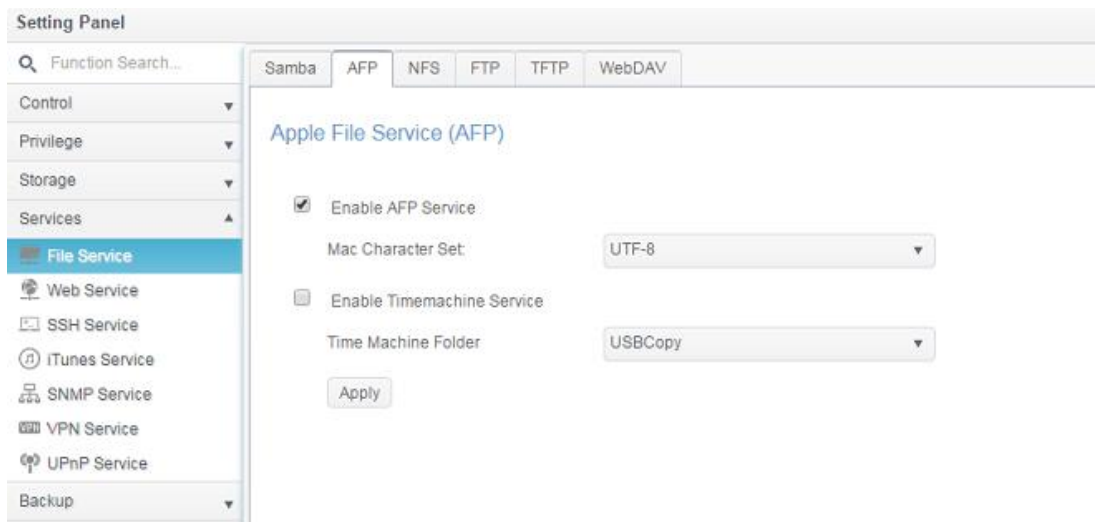 Setting Panel
Function Search...
Control
Privilege
Storage
Services
File Service
Web Service
SSH Service
iTunes Service
SNMP Service
VPN Service
UPnP Service
Backup
Samba AFP NFS FTP TFTP WebDAV
Apple File Service (AFP)
Enable AFP Service
Mac Character Set: UTF-8
Enable Timemachine Service
Time Machine Folder USBCopy
Apply